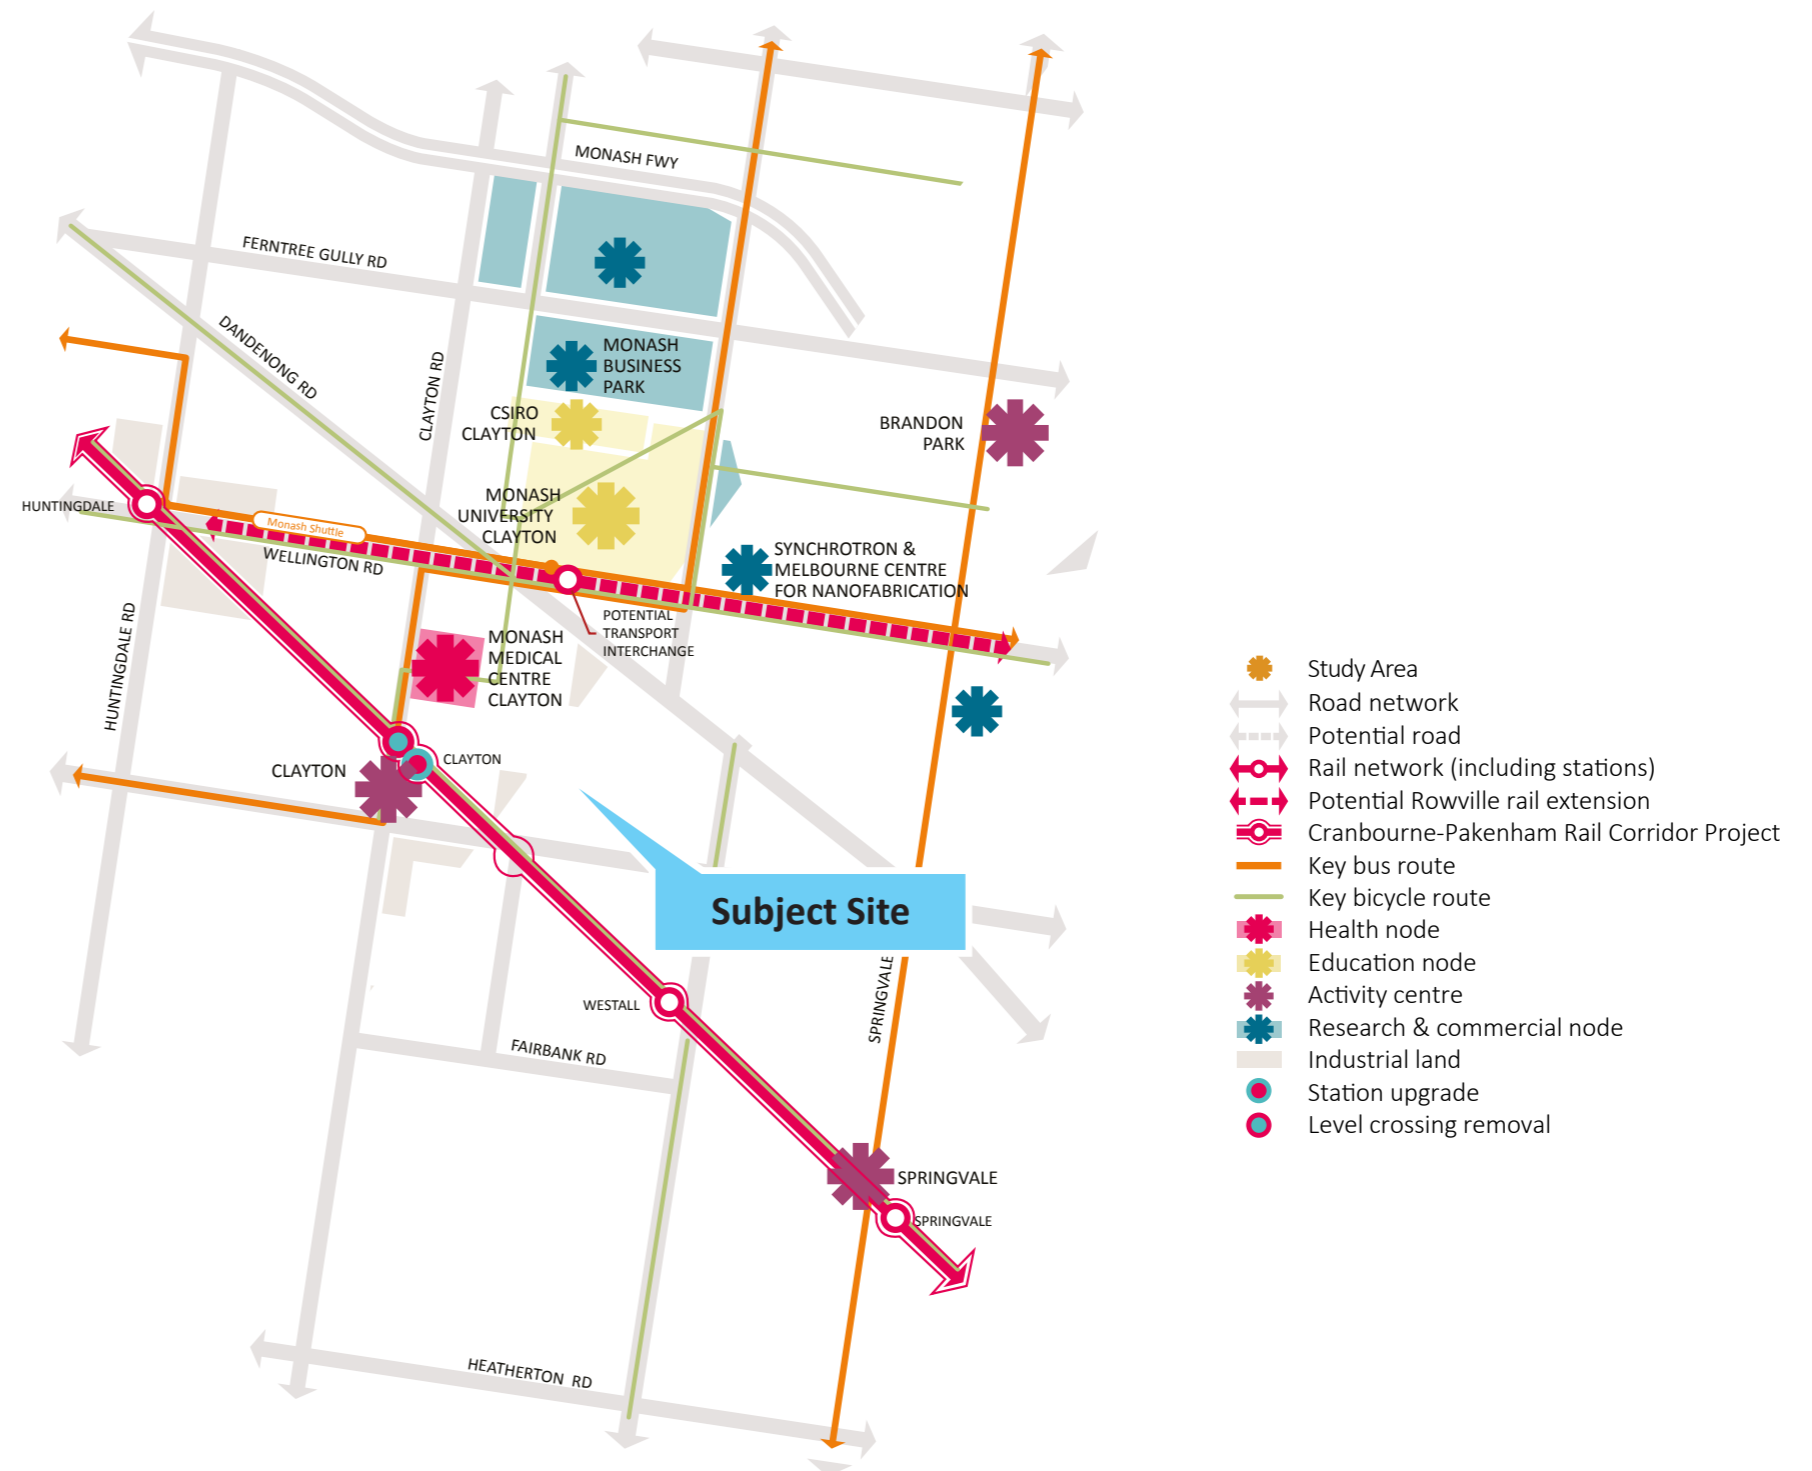 MONASH FWY
FERNTREE GULLY RD
DANDENONG RD
CLAYTON RD
MONASH
BUSINESS
PARK
CSIRO
CLAYTON
BRANDON
PARK
MONASH
UNIVERSITY
CLAYTON
HUNTINGDALE
Monash Shuttle
WELLINGTON RD
SYNCHROTRON &
MELBOURNE CENTRE
FOR NANOFABRICATION
POTENTIAL
TRANSPORT
INTERCHANGE
HUNTINGDALE RD
MONASH
MEDICAL
CENTRE
CLAYTON
CLAYTON
CLAYTON
Subject Site
WESTALL
SPRINGVALE
FAIRBANK RD
SPRINGVALE
SPRINGVALE
HEATHERTON RD
Study Area
Road network
Potential road
Rail network (including stations)
Potential Rowville rail extension
Cranbourne-Pakenham Rail Corridor Project
Key bus route
Key bicycle route
Health node
Education node
Activity centre
Research & commercial node
Industrial land
Station upgrade
Level crossing removal